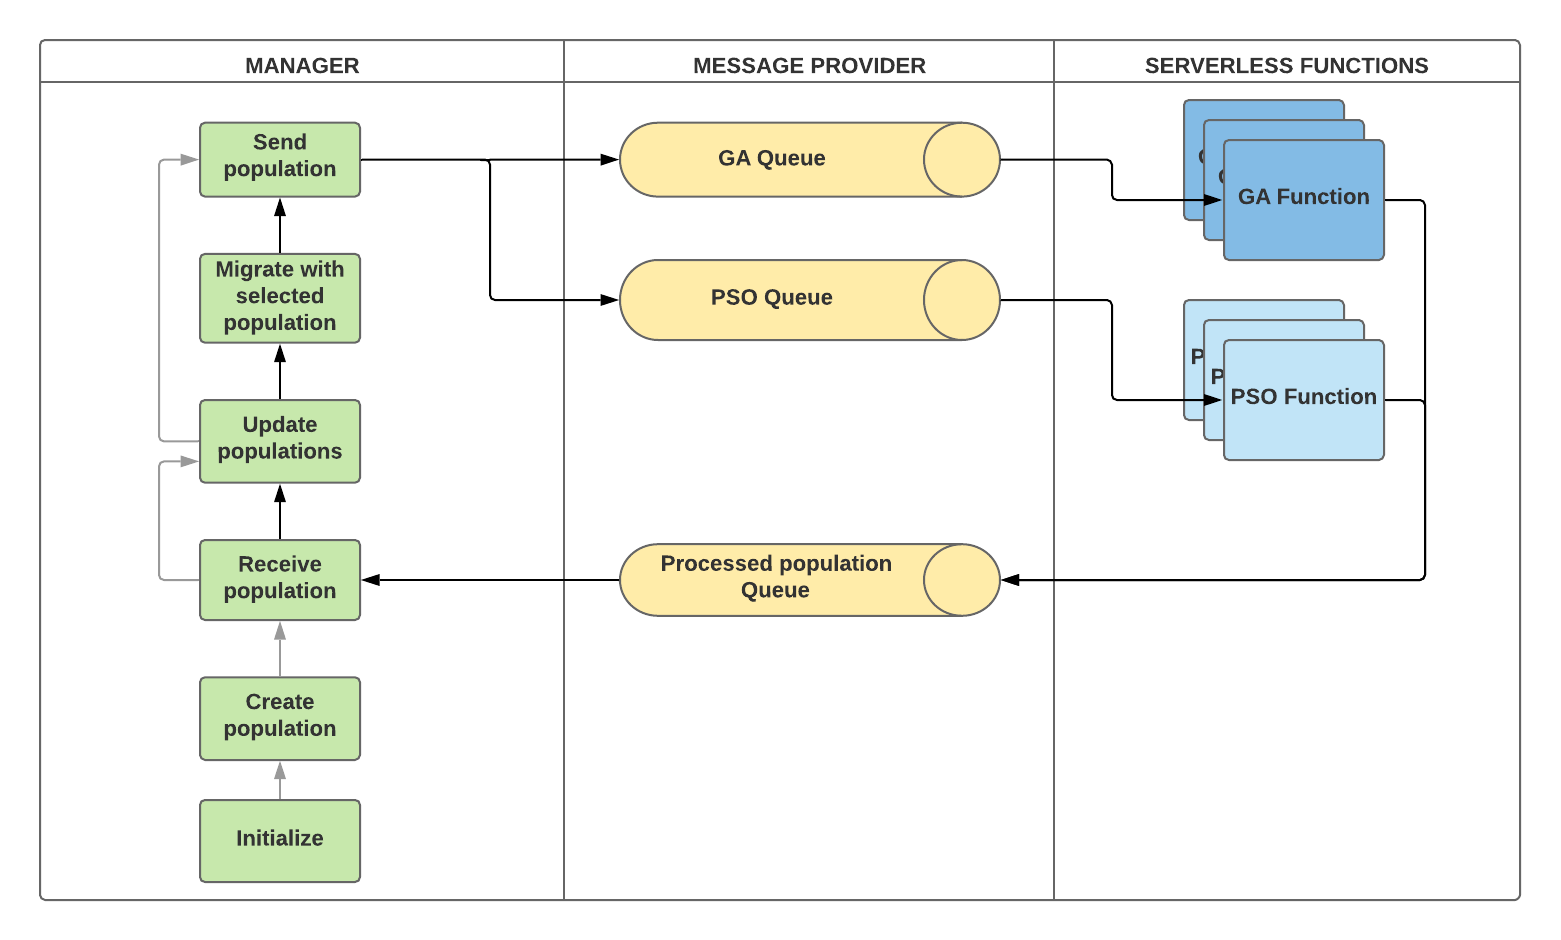 MANAGER
MESSAGE PROVIDER
SERVERLESS FUNCTIONS
Send
population
Migrate with
selected
population
Update
populations
Receive
population
Create
population
Initialize
GA Queue
PSO Queue
Processed population
Queue
GA Function
PSO Function